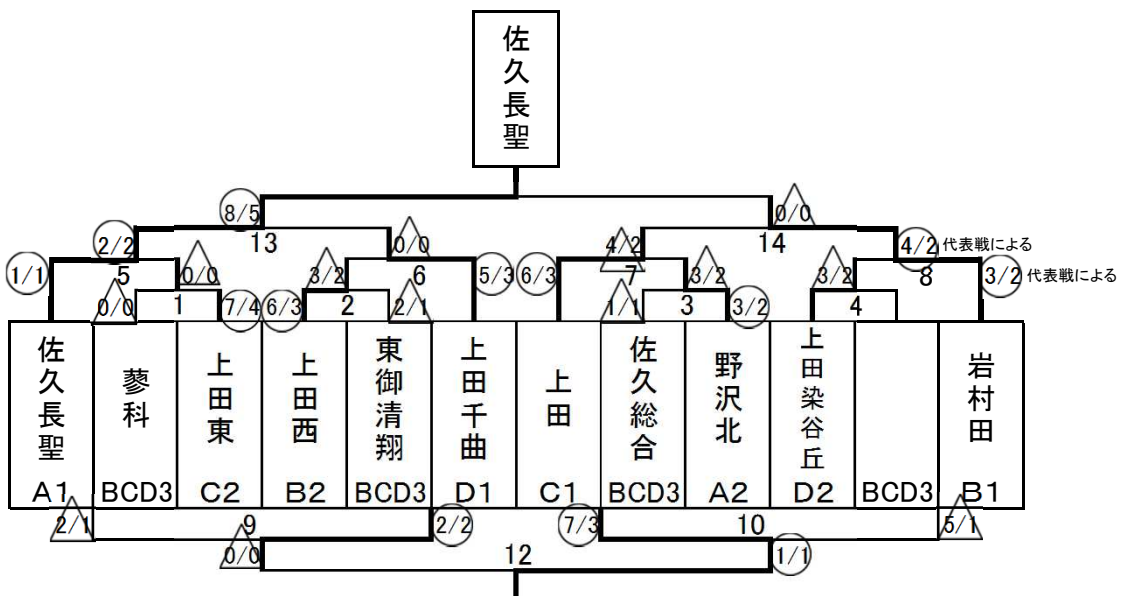 佐久長聖
8/5
0/0
2/2
13
0/0
4/2
14
4/2
代表戦による
1/1
5
0/0
3/2
6
5/3
6/3
7
3/2
3/2
8
3/2
代表戦による
0/0
1
7/4
6/3
2
2/1
1/1
3
3/2
4
佐久長聖
蓼科
上田東
上田西
東御清翔
上田千曲
上田
佐久総合
野沢北
上田染谷丘
岩村田
A1
BCD3
C2
B2
BCD3
D1
C1
BCD3
A2
D2
BCD3
B1
2/1
9
2/2
7/3
10
5/1
0/0
12
1/1